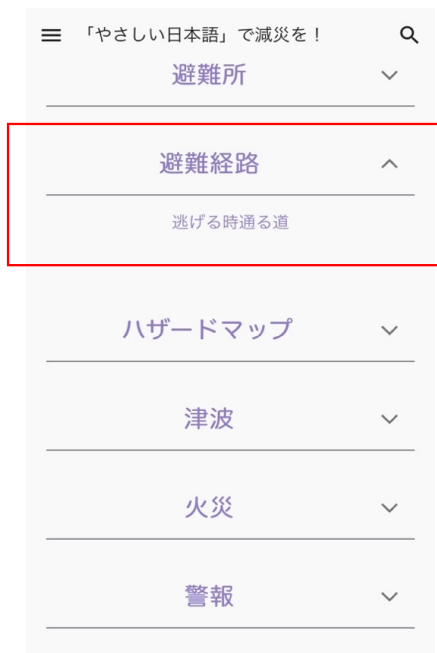 「やさしい日本語」で減災を！
避難所
避難経路
逃げる時通る道
ハザードマップ
津波
火災
警報